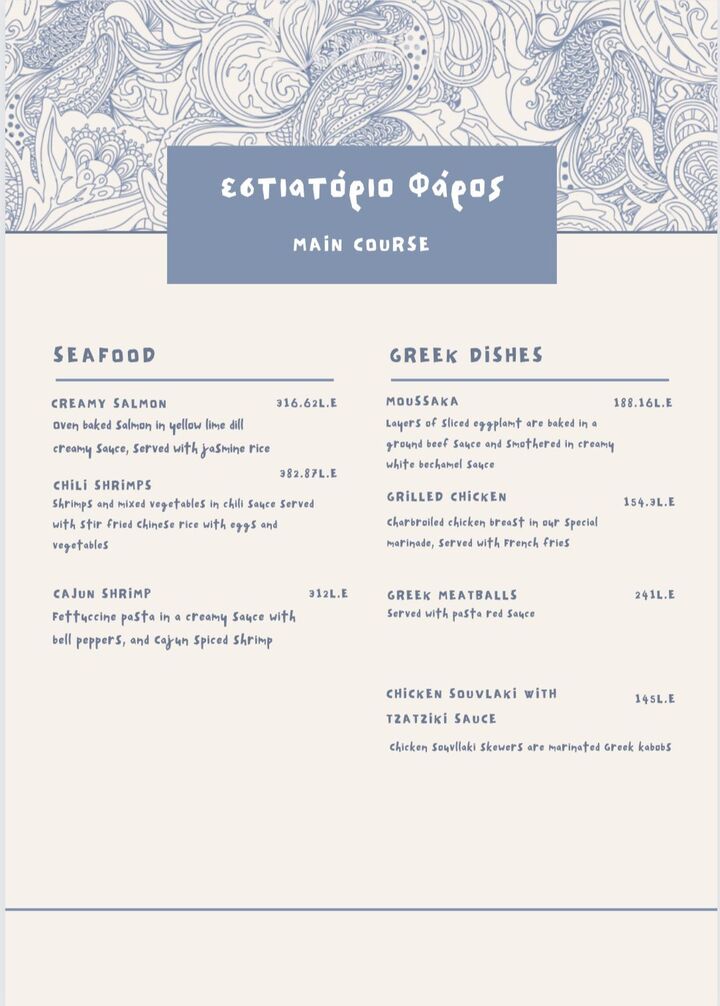 εστιατόριο Φάρος
MAIN COURSE
SEAFOOD
CREAMY SALMON 316.62L.E
Oven baked Salmon in yellow lime dill
creamy Sauce, Served with jasmine rice
CHILI SHRIMPS 382.87L.E
Shrimps and mixed vegetables in chili Sauce Served
with Stir fried Chinese rice with eggs and
vegetables
CAJUN SHRIMP 312L.E
Fettuccine pasta in a creamy Sauce with
bell peppers, and Cajun Spiced Shrimp
GREEK DISHES
MOUSSAKA 188.16L.E
Layers of Sliced eggplamt are baked in a
ground beef Sauce and Smothered in creamy
white bechamel Sauce
GRILLED CHICKEN 154.3L.E
Charbroiled chicken breast in our Special
marinade, Served with French fries
GREEK MEATBALLS 241L.E
Served with pasta red Sauce
CHICKEN SOUVLAKI WITH 145L.E
TZATZIKI SAUCE
Chicken Souvllaki Skewers are marinated Greek kabobs